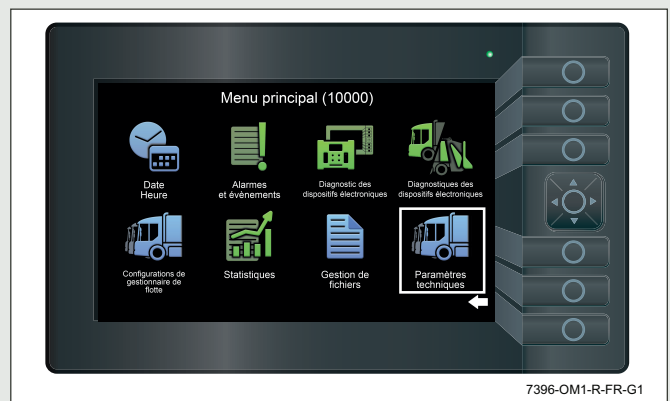 Menu principal (10000)
Date
Heure
Alarmes
et évènements
Diagnostic des
dispositifs électroniques
Diagnostiques des
dispositifs électroniques
Configurations de
gestionnaire de
flotte
Statistiques
Gestion de
fichiers
Paramètres
techniques
7396-OM1-R-FR-G1